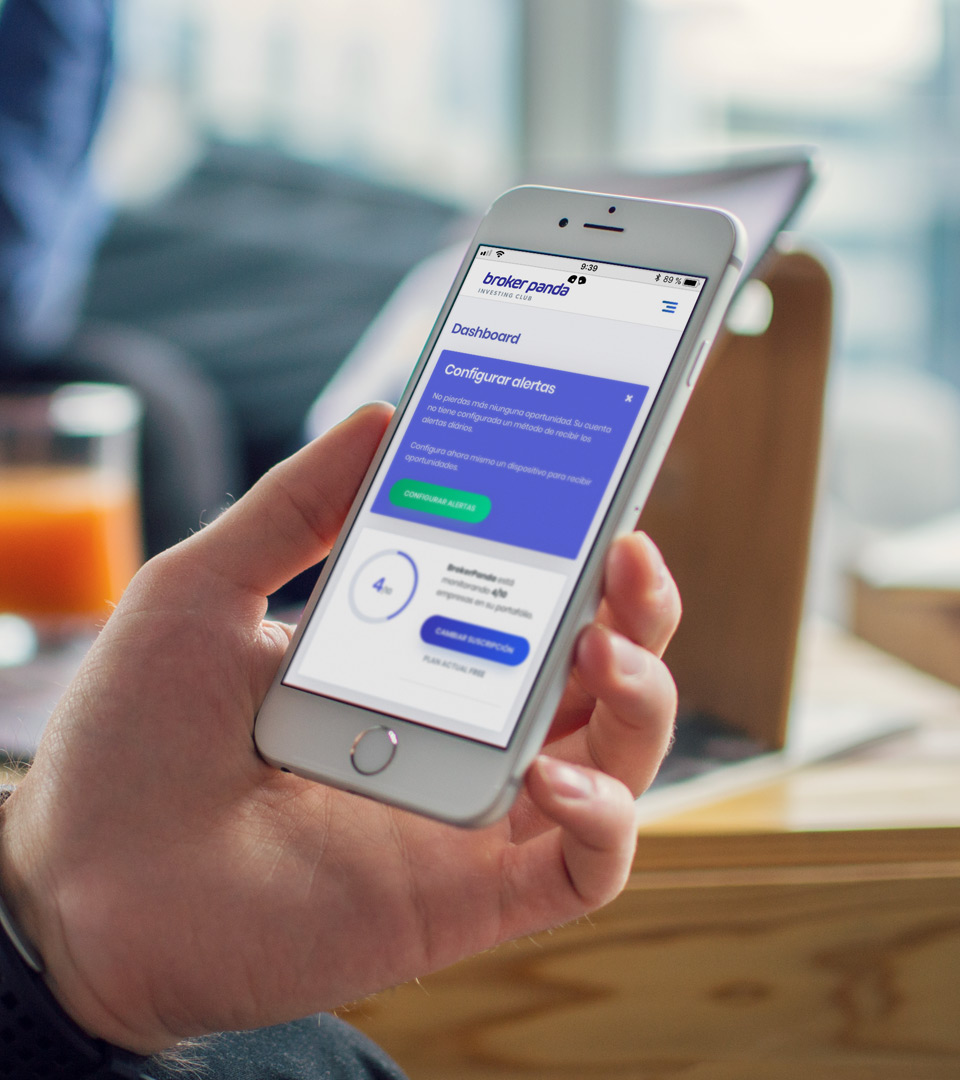 9:39
89 %
broker panda
INVESTING CLUB
Dashboard
Configurar alertas
No pierdas más niunguna oportunidad. Su cuenta
no tiene configurada un método de recibir los
alertas diários.
Configura ahora mismo un dispositivo para recibir
oportunidades.
CONFIGURAR ALERTAS
4/10
BrokerPanda está
monitorando 4/10
empresas en su portafólio.
CAMBIAR SUSCRIPCIÓN
PLAN ACTUAL FREE